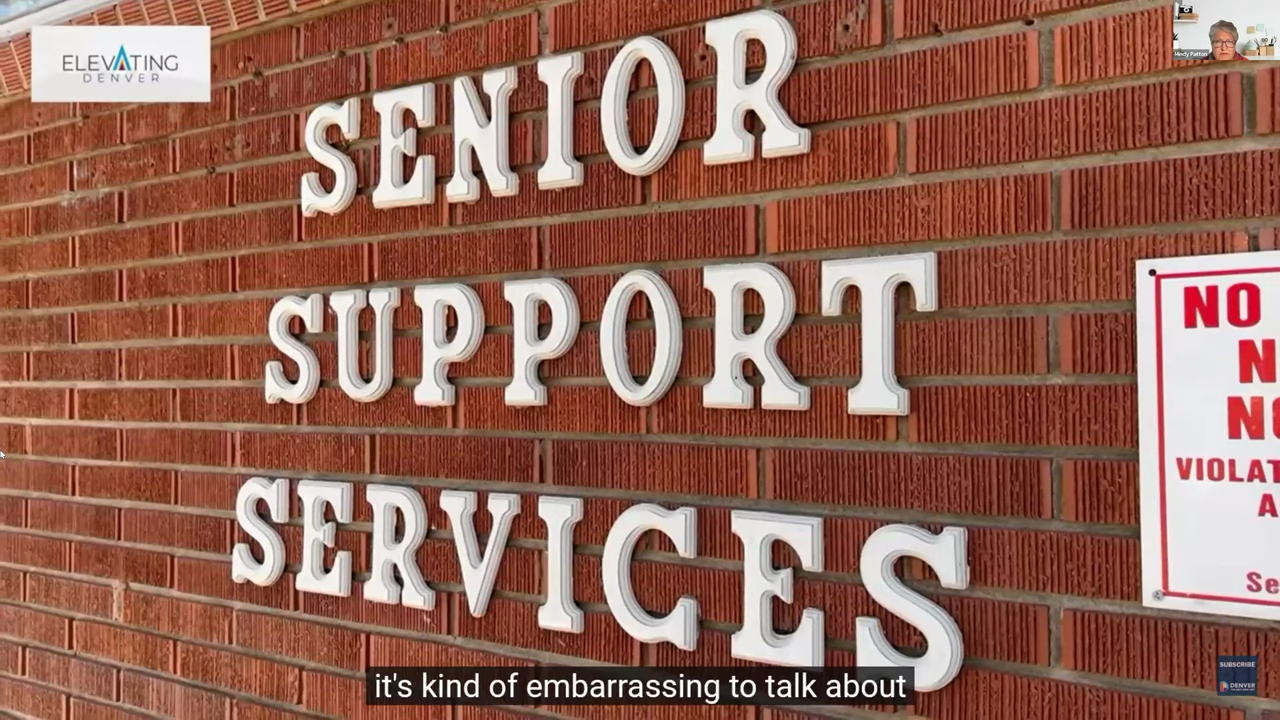 ELEVATING
DENVER
SENIOR
SUPPORT
SERVICES
NO
N
NO
VIOLAT
A
Se
it's kind of embarrassing to talk about
SUBSCRIBE
DENVER